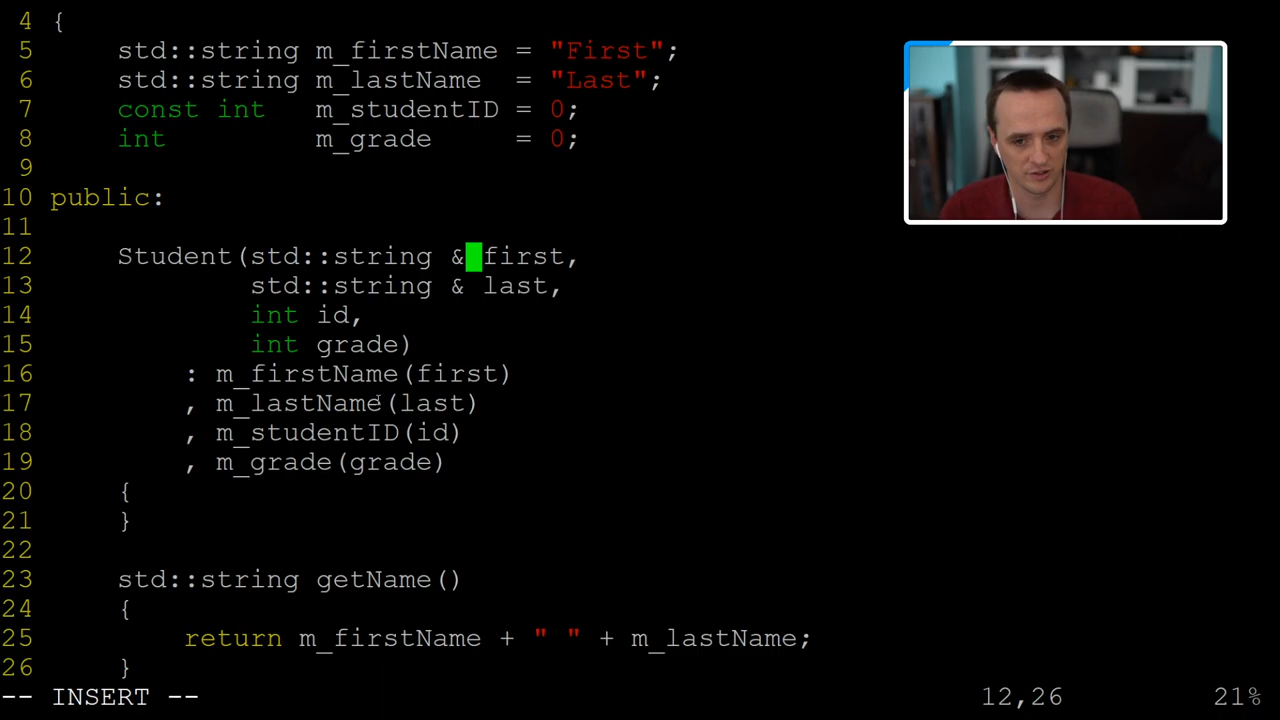 4 {
5 std::string m_firstName = "First";
6 std::string m_lastName = "Last";
7 const int m_studentID = 0;
8 int m_grade = 0;
9
10 public:
11
12 Student(std::string & first,
13 std::string & last,
14 int id,
15 int grade)
16 : m_firstName(first)
17 , m_lastName(last)
18 , m_studentID(id)
19 , m_grade(grade)
20 {
21 }
22
23 std::string getName()
24 {
25 return m_firstName + " " + m_lastName;
26 }
-- INSERT -- 12,26 21%